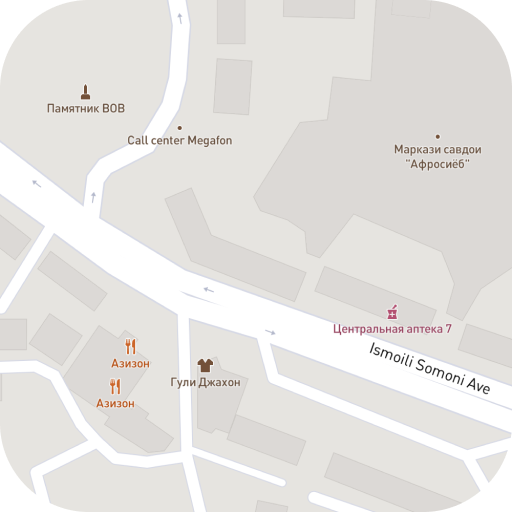 Памятник ВОВ
Call center Megafon
Маркази савдои
"Афросиёб"
Центральная аптека 7
Ismoili Somoni Ave
Азизон
Гули Джахон
Азизон